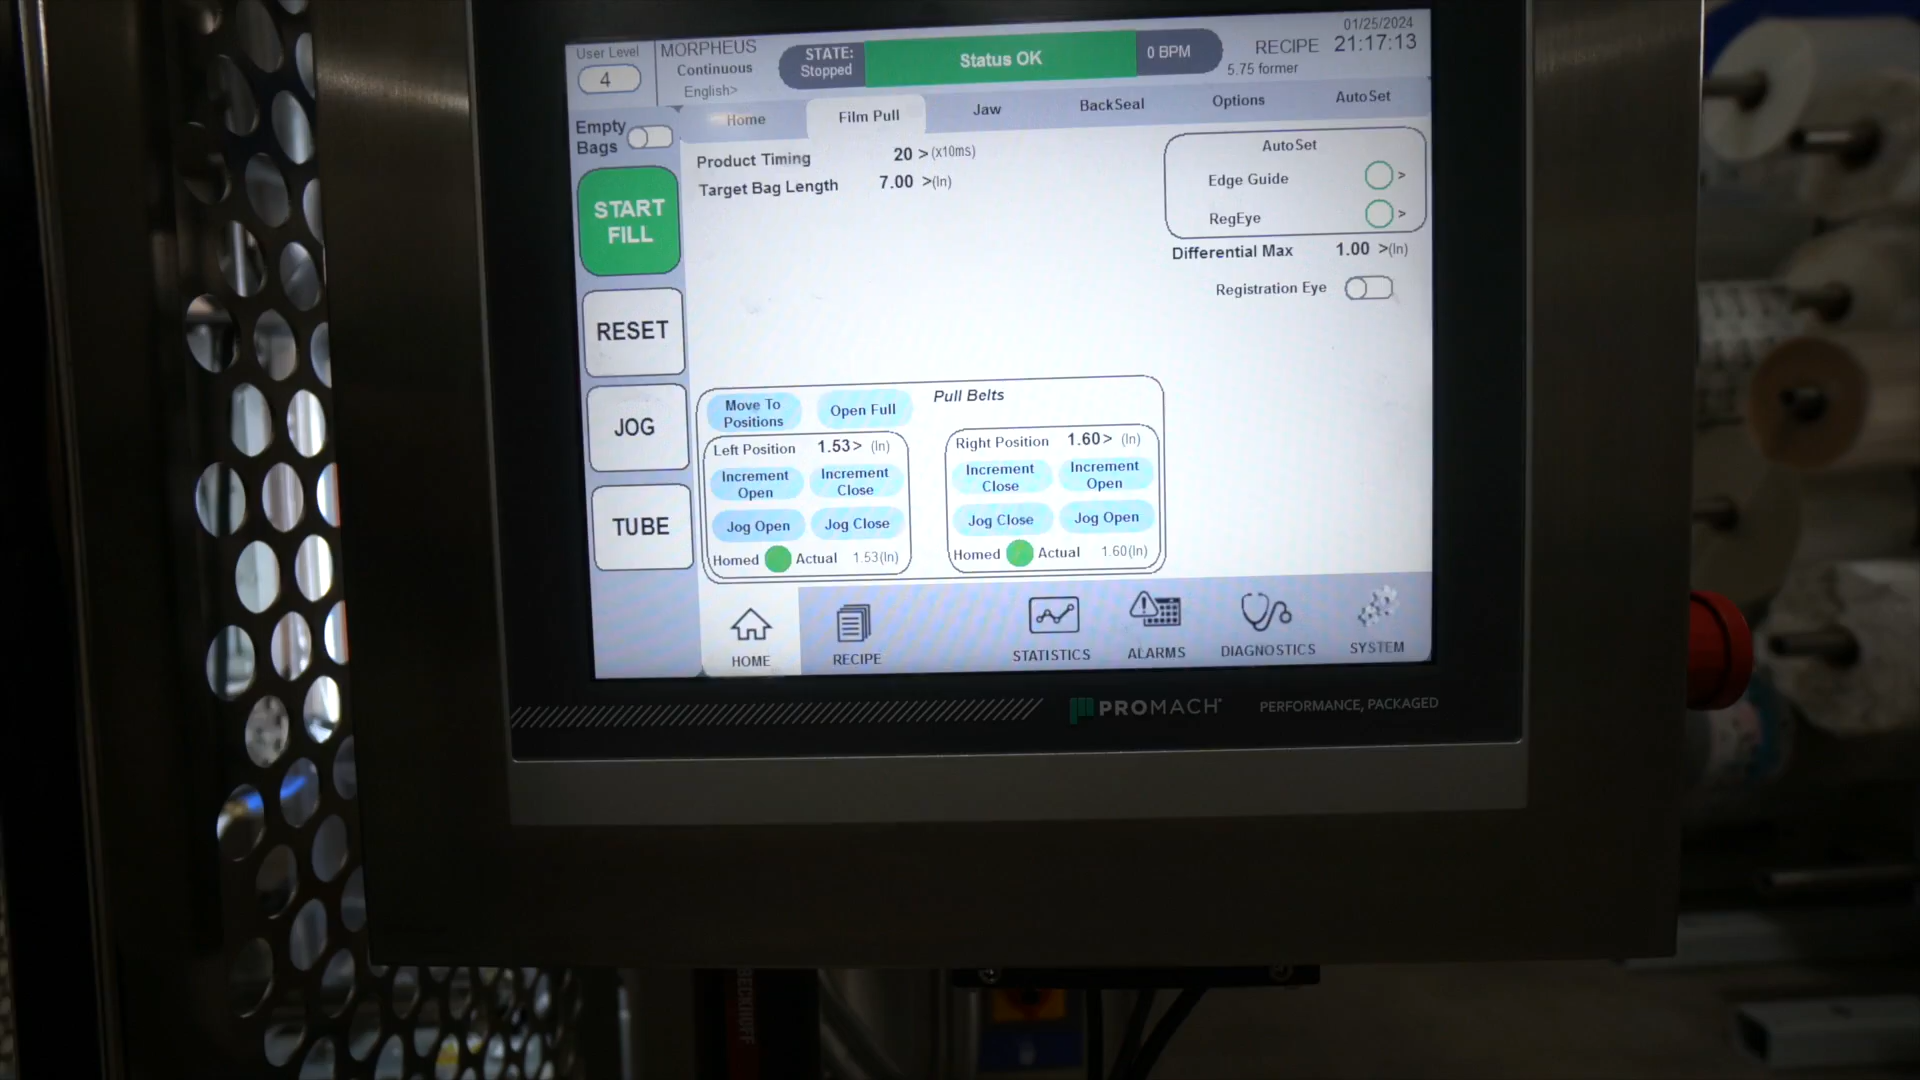 User Level
4
MORPHEUS
Continuous
English>
STATE:
Stopped
Status OK
0 BPM
RECIPE
5.75 former
01/25/2024
21:17:13
Home
Film Pull
Jaw
BackSeal
Options
AutoSet
Empty
Bags
START
FILL
RESET
JOG
TUBE
Product Timing 20 > (x10ms)
Target Bag Length 7.00 >(In)
AutoSet
Edge Guide >
RegEye >
Differential Max 1.00 >(In)
Registration Eye
Pull Belts
Move To
Positions
Open Full
Left Position 1.53> (In)
Increment
Open
Increment
Close
Jog Open
Jog Close
Homed Actual 1.53(In)
Right Position 1.60> (In)
Increment
Close
Increment
Open
Jog Close
Jog Open
Homed Actual 1.60(In)
HOME
RECIPE
STATISTICS
ALARMS
DIAGNOSTICS
SYSTEM
PROMACH
PERFORMANCE, PACKAGED
BECKHOFF